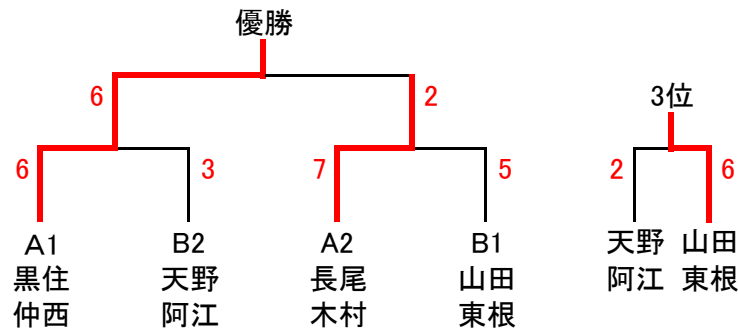 優勝
6 2 3位
6 3 7 5 2 6
A1 B2 A2 B1 天野 山田
黒住 天野 長尾 山田 阿江 東根
仲西 阿江 木村 東根